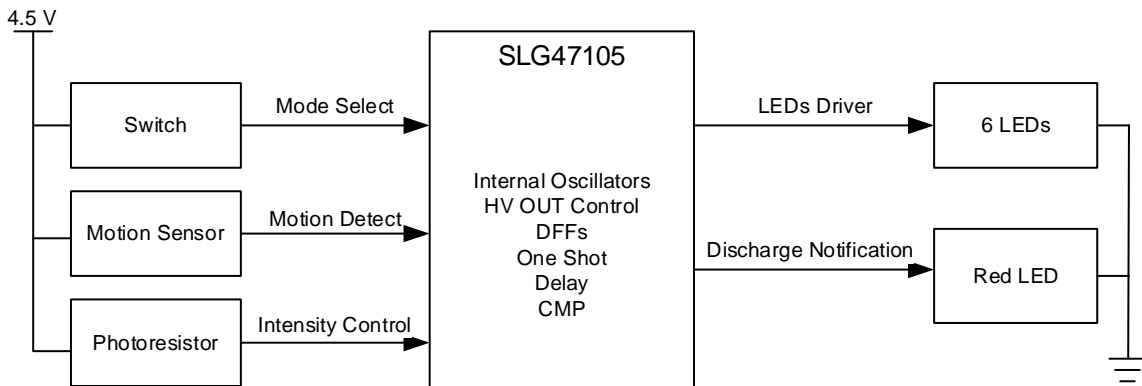 4.5 V
Switch
Mode Select
Motion Sensor
Motion Detect
Photoresistor
Intensity Control
SLG47105
Internal Oscillators
HV OUT Control
DFFs
One Shot
Delay
CMP
LEDs Driver
6 LEDs
Discharge Notification
Red LED